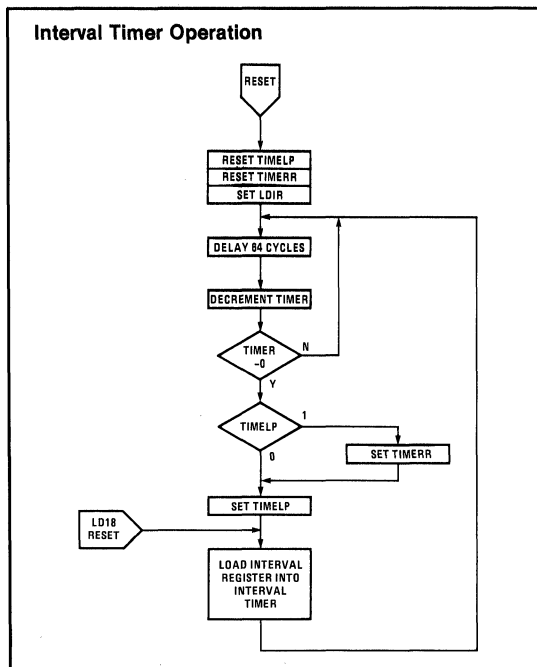 Interval Timer Operation
RESET
RESET TIMELP
RESET TIMERR
SET LDIR
DELAY 64 CYCLES
DECREMENT TIMER
TIMER
-0
N
Y
TIMELP
1
0
SET TIMERR
SET TIMELP
LD18
RESET
LOAD INTERVAL
REGISTER INTO
INTERVAL
TIMER